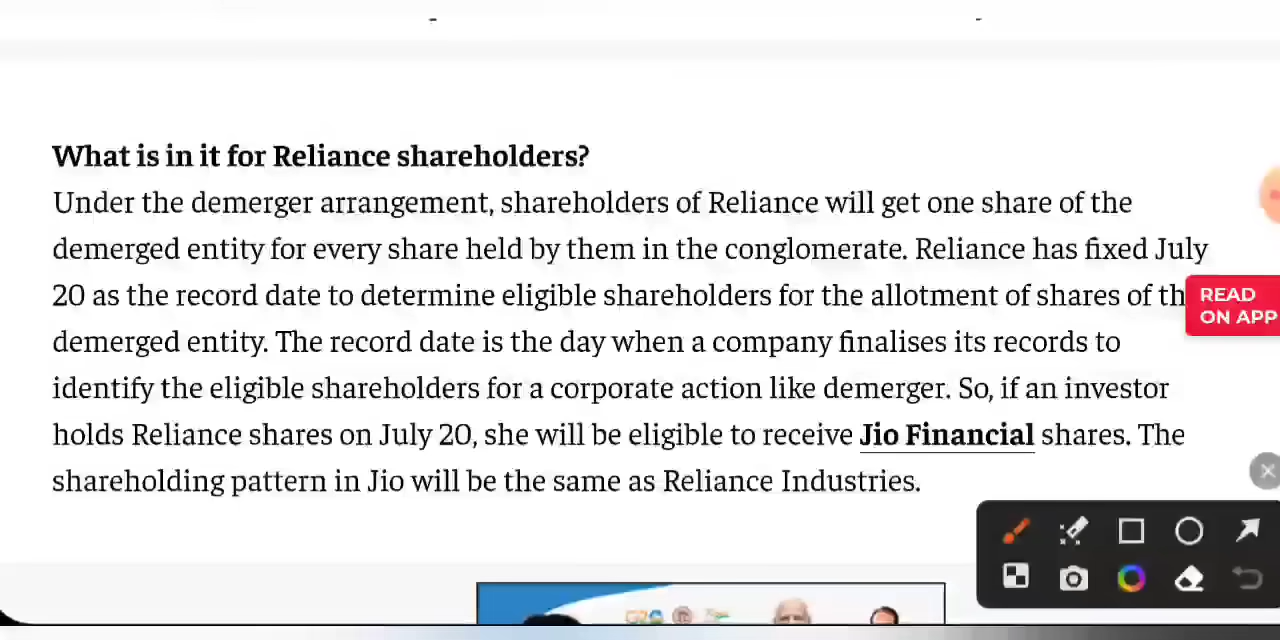 What is in it for Reliance shareholders?
Under the demerger arrangement, shareholders of Reliance will get one share of the
demerged entity for every share held by them in the conglomerate. Reliance has fixed July
20 as the record date to determine eligible shareholders for the allotment of shares of th
READ
ON APP
demerged entity. The record date is the day when a company finalises its records to
identify the eligible shareholders for a corporate action like demerger. So, if an investor
holds Reliance shares on July 20, she will be eligible to receive Jio Financial shares. The
shareholding pattern in Jio will be the same as Reliance Industries.